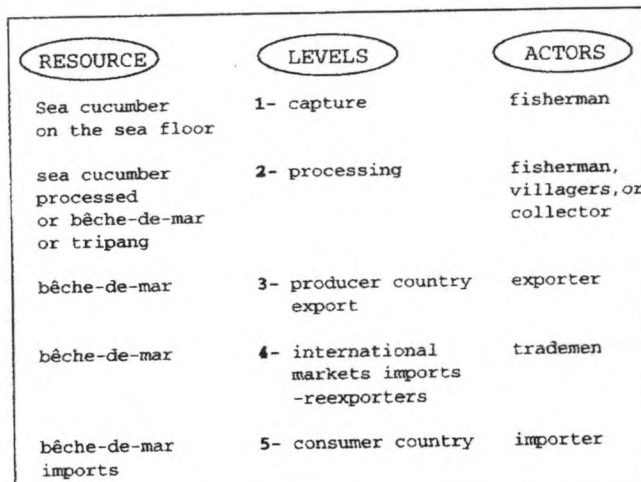 RESOURCE LEVELS ACTORS
Sea cucumber 1- capture fisherman
on the sea floor
sea cucumber 2- processing fisherman,
processed villagers,or
or bêche-de-mar collector
or tripang
bêche-de-mar 3- producer country exporter
export
bêche-de-mar 4- international trademen
markets imports
-reexporters
bêche-de-mar 5- consumer country importer
imports